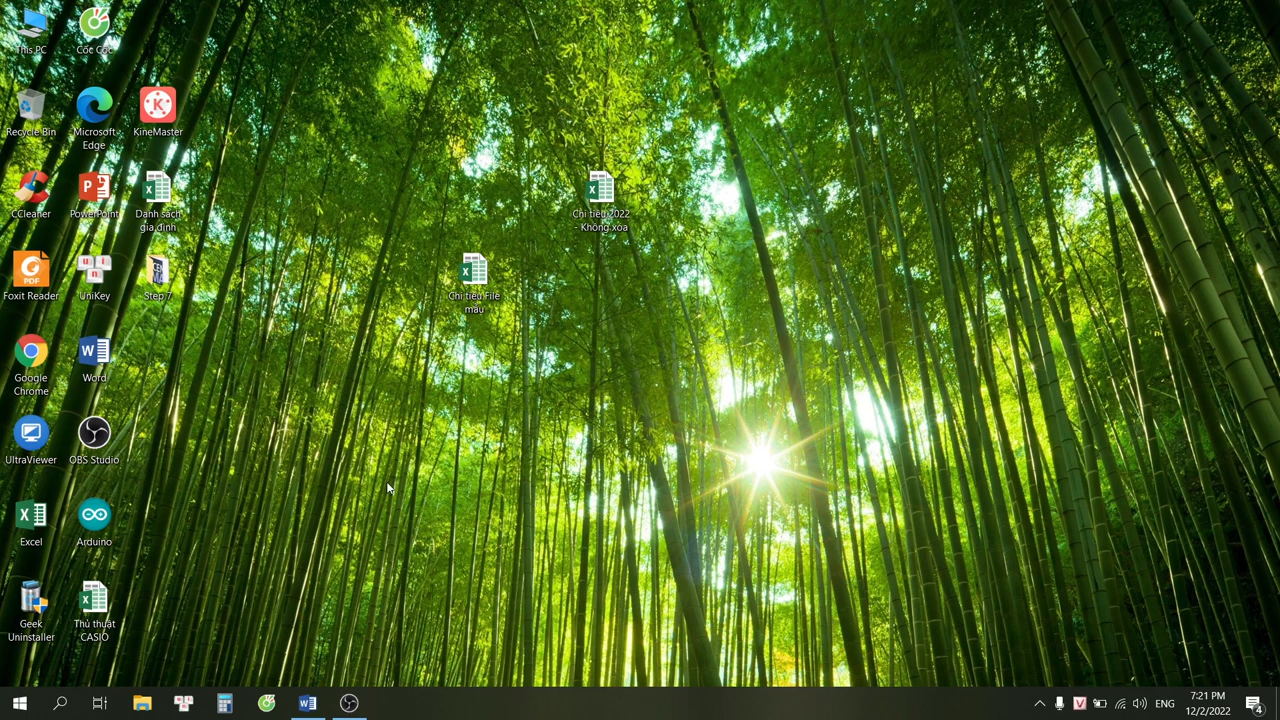 This PC
Cốc Cốc
Recycle Bin
Microsoft
Edge
KineMaster
CCleaner
PowerPoint
Danh sách
gia đình
Chi tiêu 2022
- Không xóa
Foxit Reader
UniKey
Step 7
Chi tiêu File
mẫu
Google
Chrome
Word
UltraViewer
OBS Studio
Excel
Arduino
Geek
Uninstaller
Thủ thuật
CASIO
ENG
7:21 PM
12/2/2022
4